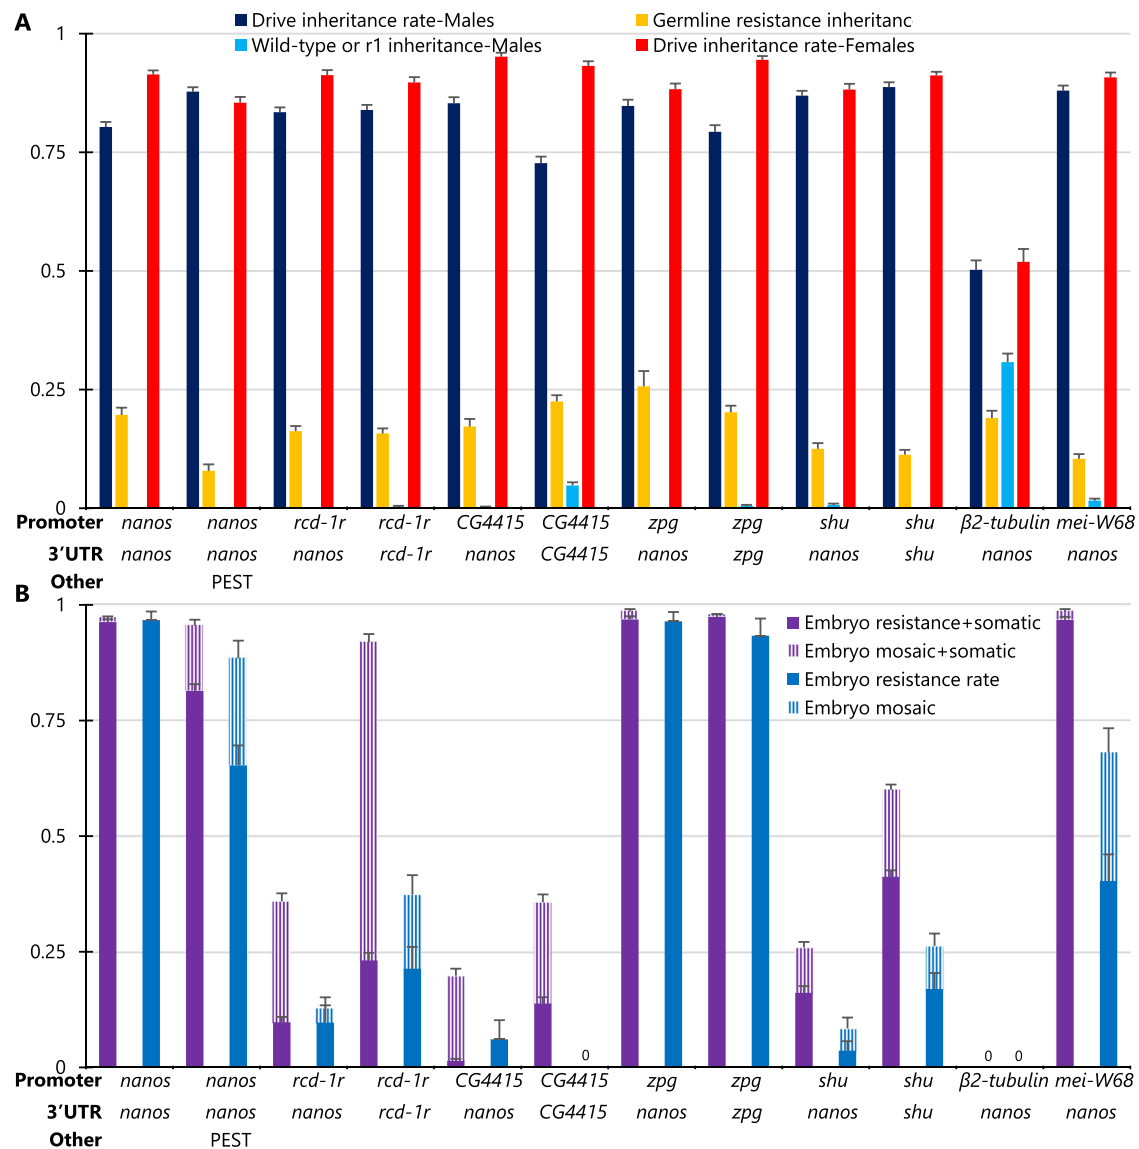 A
Drive inheritance rate-Males
Germline resistance inheritanc
Wild-type or r1 inheritance-Males
Drive inheritance rate-Females
1
0.75
0.5
0.25
0
Promoter nanos nanos rcd-1r rcd-1r CG4415 CG4415 zpg zpg shu shu β2-tubulin mei-W68
3’UTR nanos nanos nanos rcd-1r nanos CG4415 nanos zpg nanos shu nanos nanos
Other PEST
B
Embryo resistance+somatic
Embryo mosaic+somatic
Embryo resistance rate
Embryo mosaic
1
0.75
0.5
0.25
0
0 0 0
Promoter nanos nanos rcd-1r rcd-1r CG4415 CG4415 zpg zpg shu shu β2-tubulin mei-W68
3’UTR nanos nanos nanos rcd-1r nanos CG4415 nanos zpg nanos shu nanos nanos
Other PEST